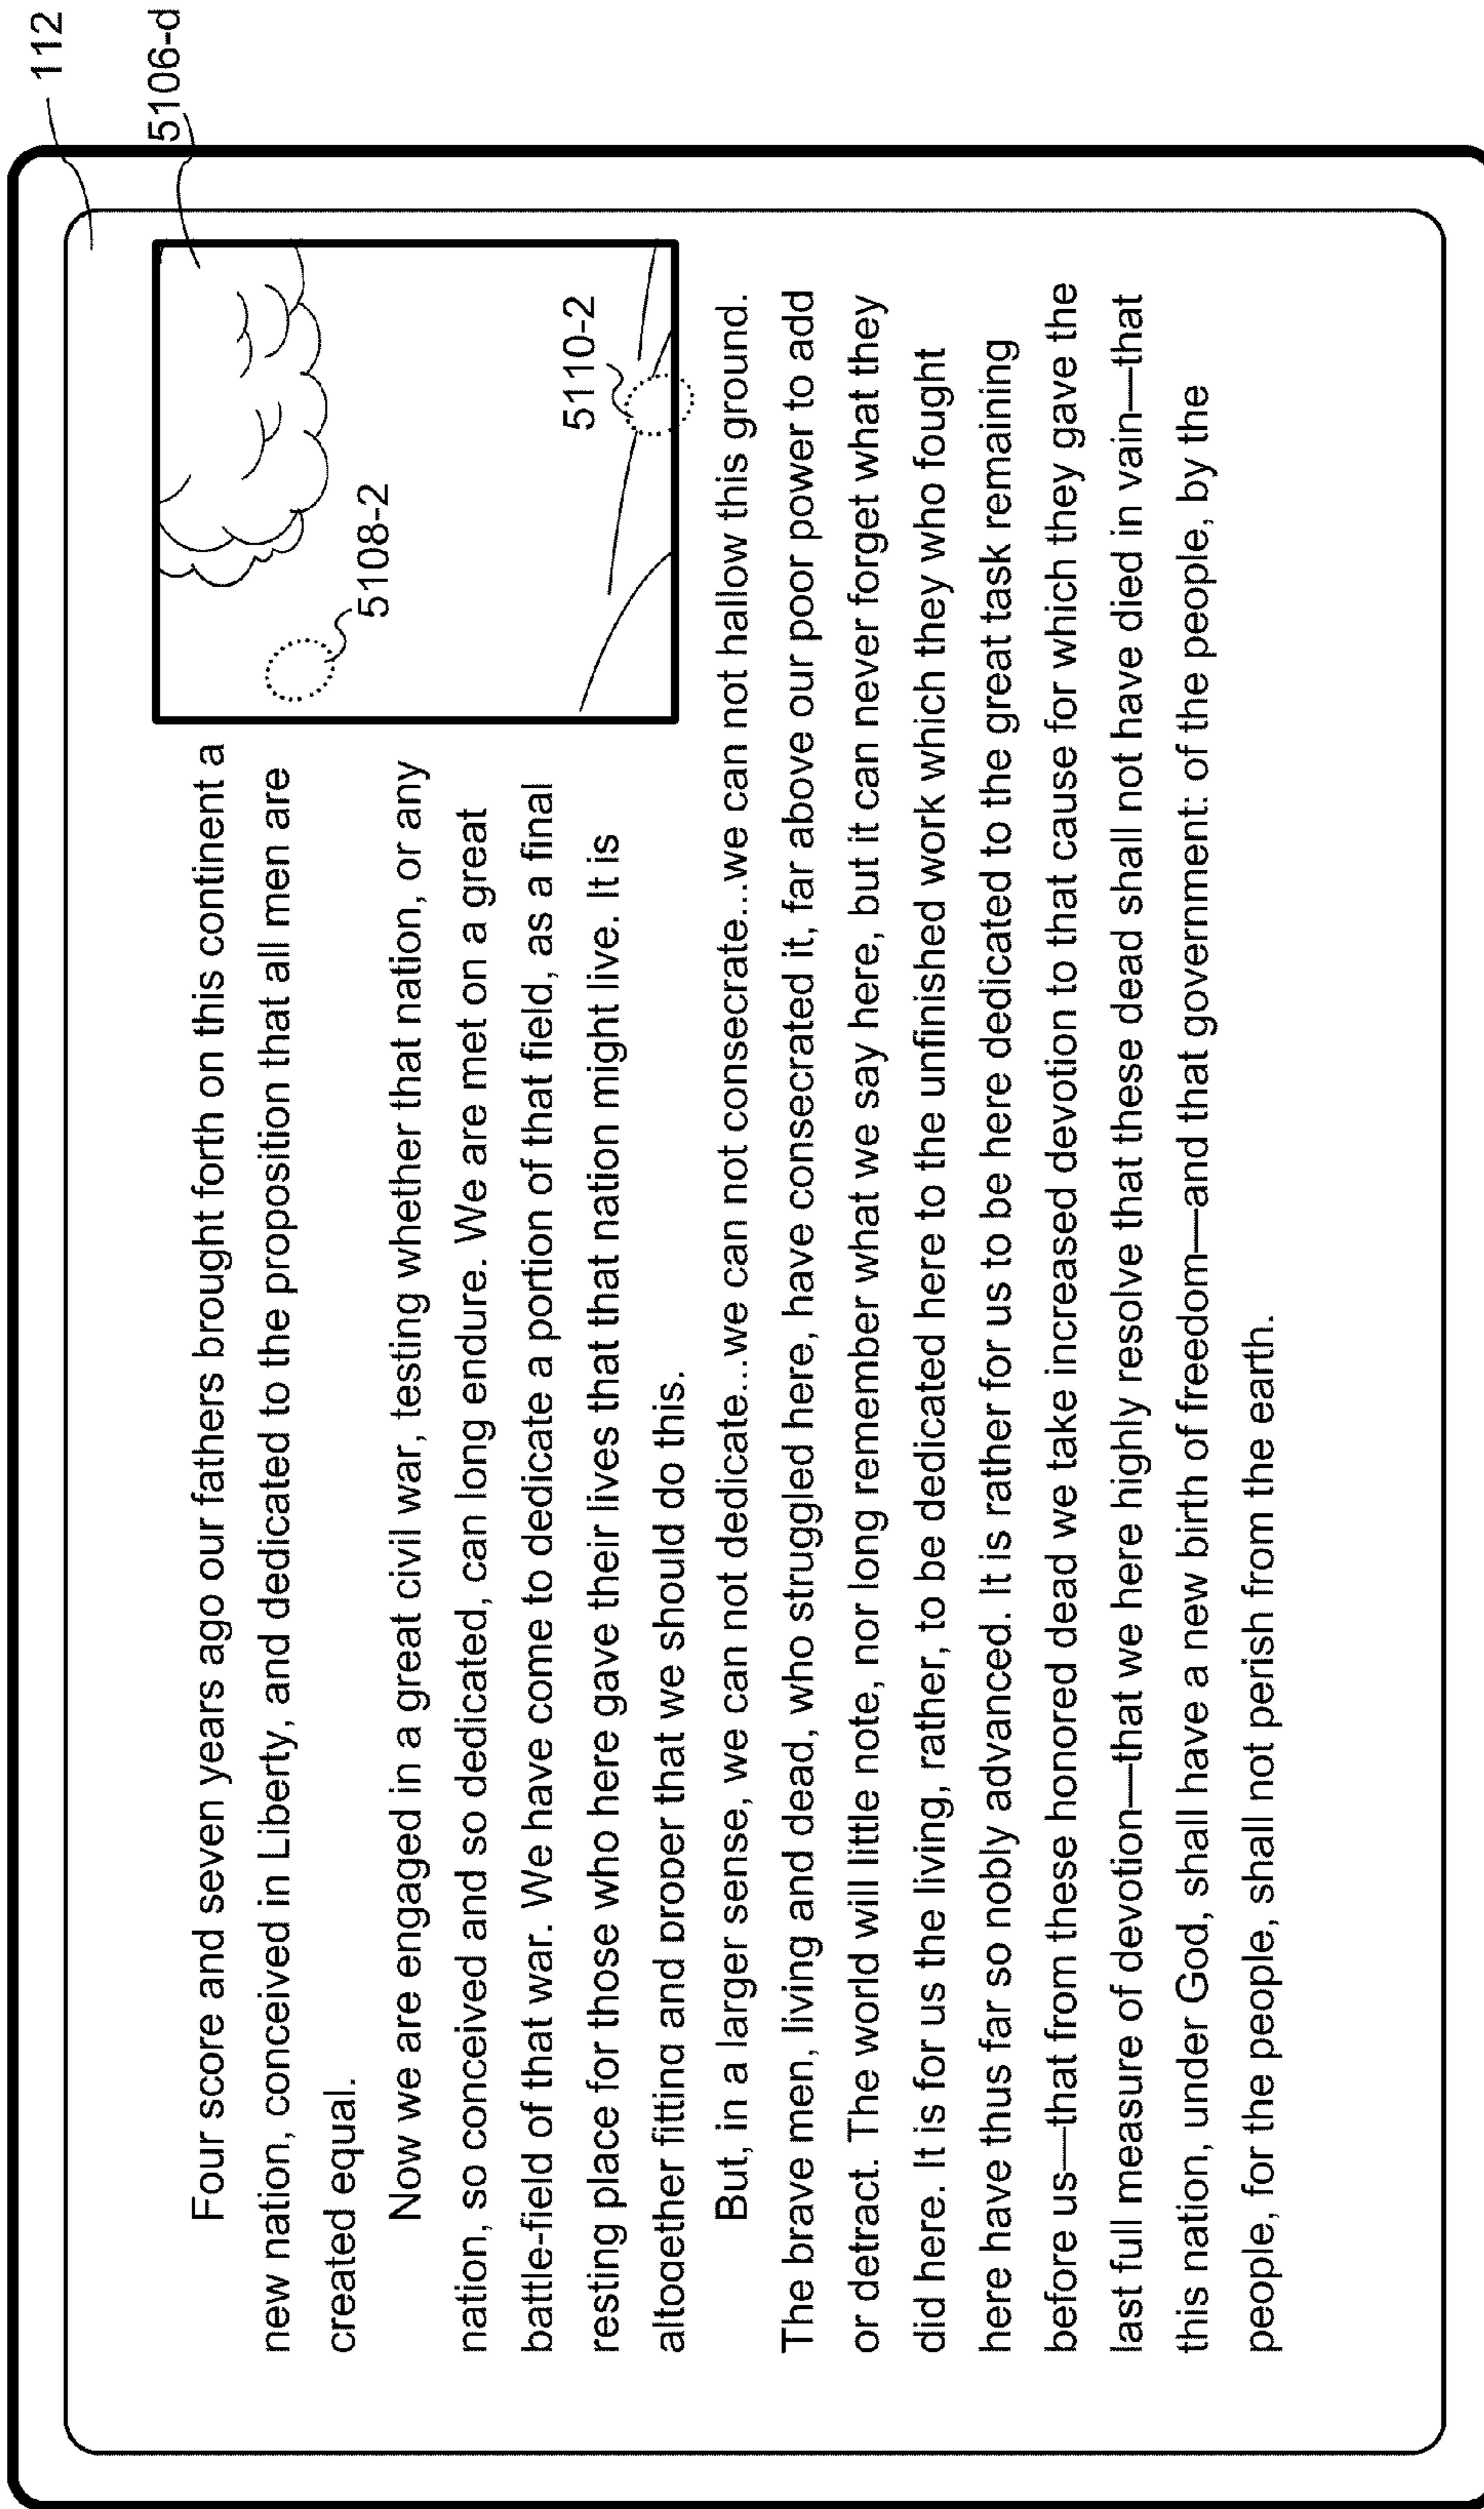 112
5106-d
5108-2
5110-2
Four score and seven years ago our fathers brought forth on this continent a
new nation, conceived in Liberty, and dedicated to the proposition that all men are
created equal.
Now we are engaged in a great civil war, testing whether that nation, or any
nation, so conceived and so dedicated, can long endure. We are met on a great
battle-field of that war. We have come to dedicate a portion of that field, as a final
resting place for those who here gave their lives that that nation might live. It is
altogether fitting and proper that we should do this.
But, in a larger sense, we can not dedicate...we can not consecrate...we can not hallow this ground.
The brave men, living and dead, who struggled here, have consecrated it, far above our poor power to add
or detract. The world will little note, nor long remember what we say here, but it can never forget what they
did here. It is for us the living, rather, to be dedicated here to the unfinished work which they who fought
here have thus far so nobly advanced. It is rather for us to be here dedicated to the great task remaining
before us—that from these honored dead we take increased devotion to that cause for which they gave the
last full measure of devotion—that we here highly resolve that these dead shall not have died in vain—that
this nation, under God, shall have a new birth of freedom—and that government: of the people, by the
people, for the people, shall not perish from the earth.